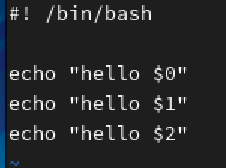 #! /bin/bash

echo "hello $0"
echo "hello $1"
echo "hello $2"
~